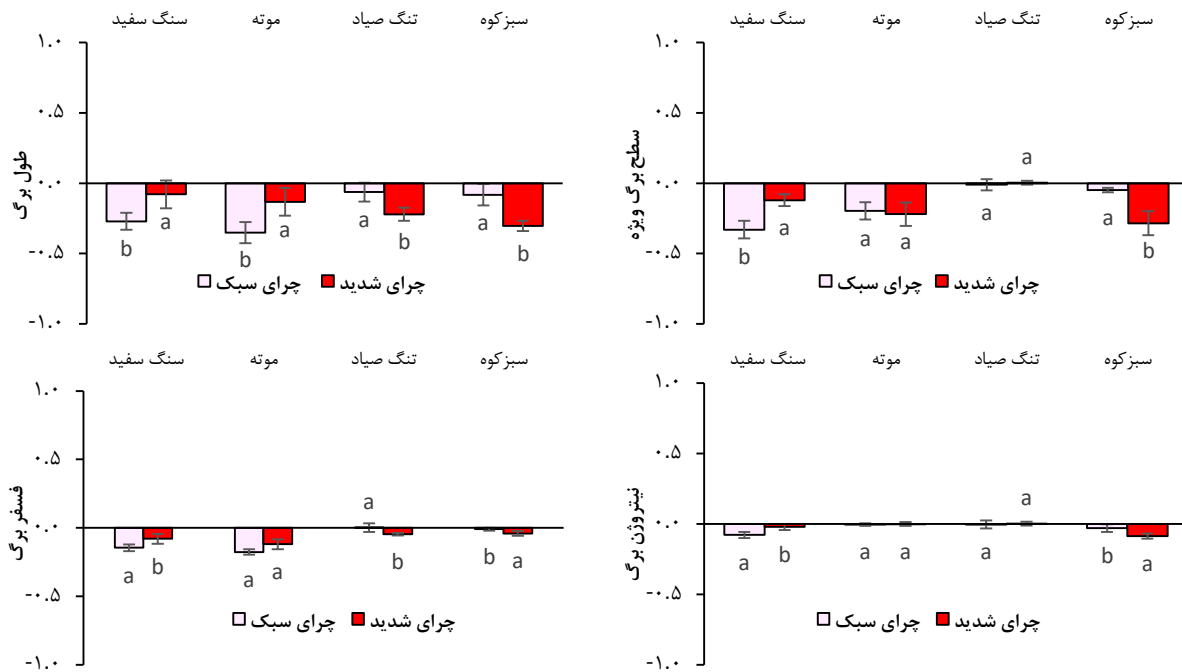 سنگ سفید موته تنگ صیاد سبزکوه
۱.۰
۰.۵
۰.۰
-۰.۵
-۱.۰
طول برگ
b a b a a b a b
چرای سبک چرای شدید
سنگ سفید موته تنگ صیاد سبزکوه
۱.۰
۰.۵
۰.۰
-۰.۵
-۱.۰
سطح برگ ویژه
b a a a a a a b
چرای سبک چرای شدید
سنگ سفید موته تنگ صیاد سبزکوه
۱.۰
۰.۵
۰.۰
-۰.۵
-۱.۰
فسفر برگ
a b a a a b b a
چرای سبک چرای شدید
سنگ سفید موته تنگ صیاد سبزکوه
۱.۰
۰.۵
۰.۰
-۰.۵
-۱.۰
نیتروژن برگ
a b a a a a b a
چرای سبک چرای شدید